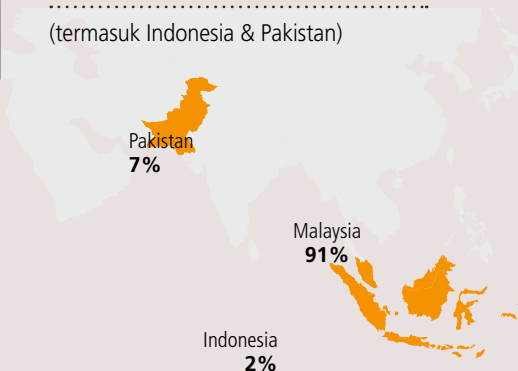 (termasuk Indonesia & Pakistan)
Pakistan
7%
Malaysia
91%
Indonesia
2%